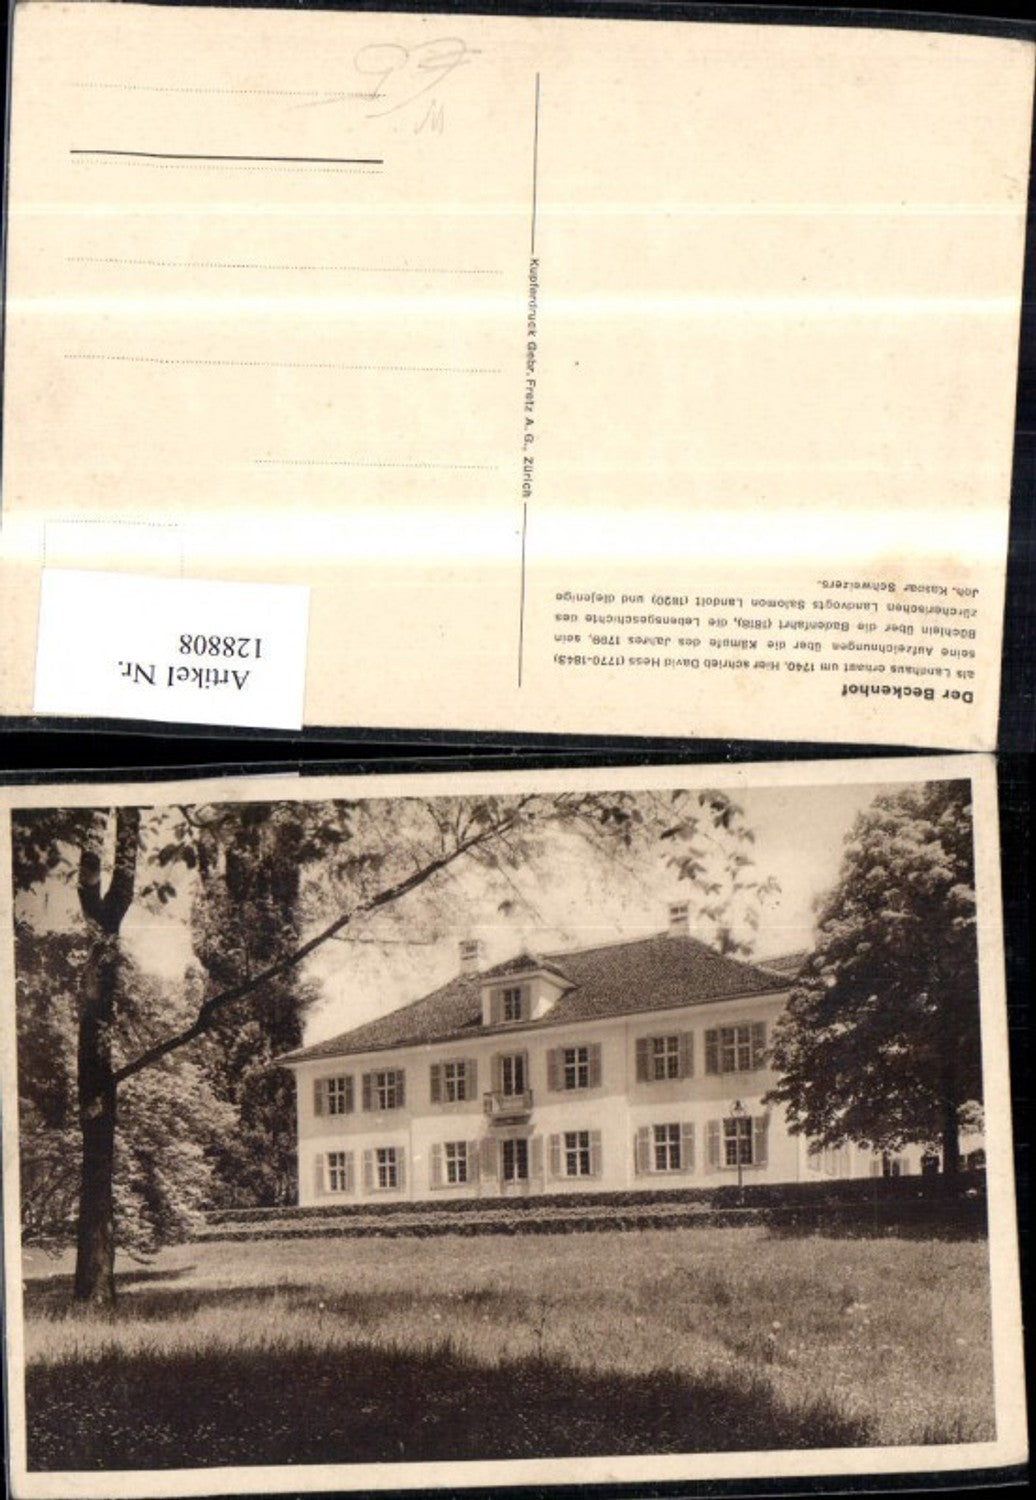 Der Beckenhof
als Landhaus erbaut um 1740. Hier schrieb David Hess (1770-1843)
seine Aufzeichnungen über die Kämpfe des Jahres 1799, sein
Büchlein über die Badenfahrt (1818), die Lebensgeschichte des
zürcherischen Landvogts Salomon Landolt (1820) und diejenige
Joh. Kaspar Schweizers.
Kupferdruck Gebr. Fretz A. G., Zürich
Artikel Nr.
128808